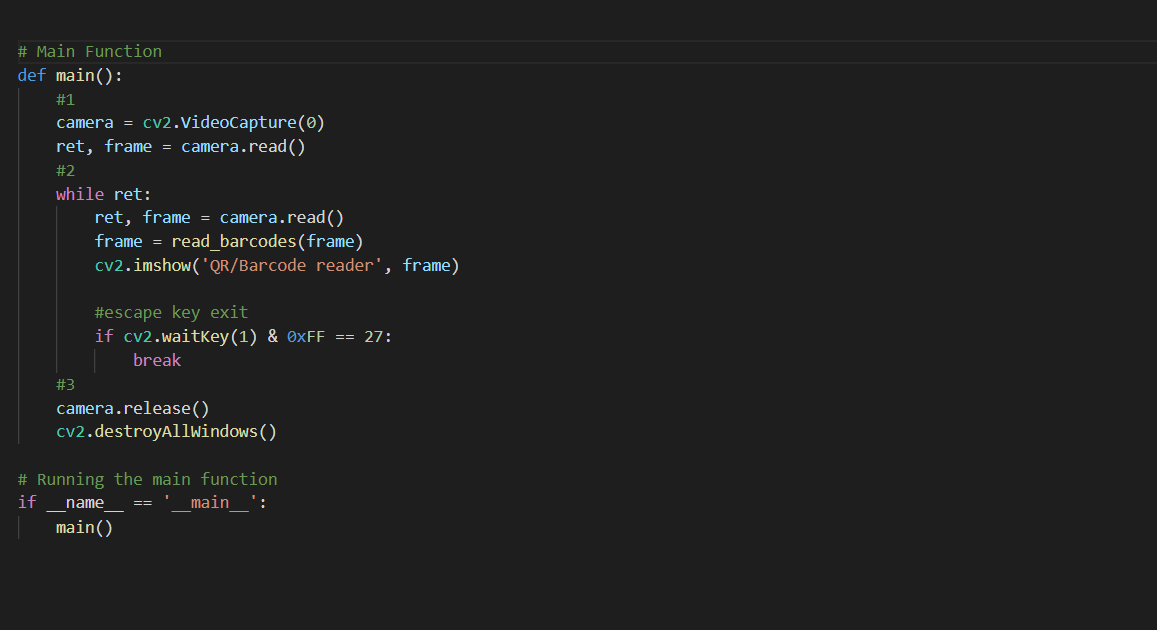 # Main Function
def main():
    #1
    camera = cv2.VideoCapture(0)
    ret, frame = camera.read()
    #2
    while ret:
        ret, frame = camera.read()
        frame = read_barcodes(frame)
        cv2.imshow('QR/Barcode reader', frame)
        #escape key exit
        if cv2.waitKey(1) & 0xFF == 27:
            break
    #3
    camera.release()
    cv2.destroyAllWindows()
# Running the main function
if __name__ == '__main__':
    main()